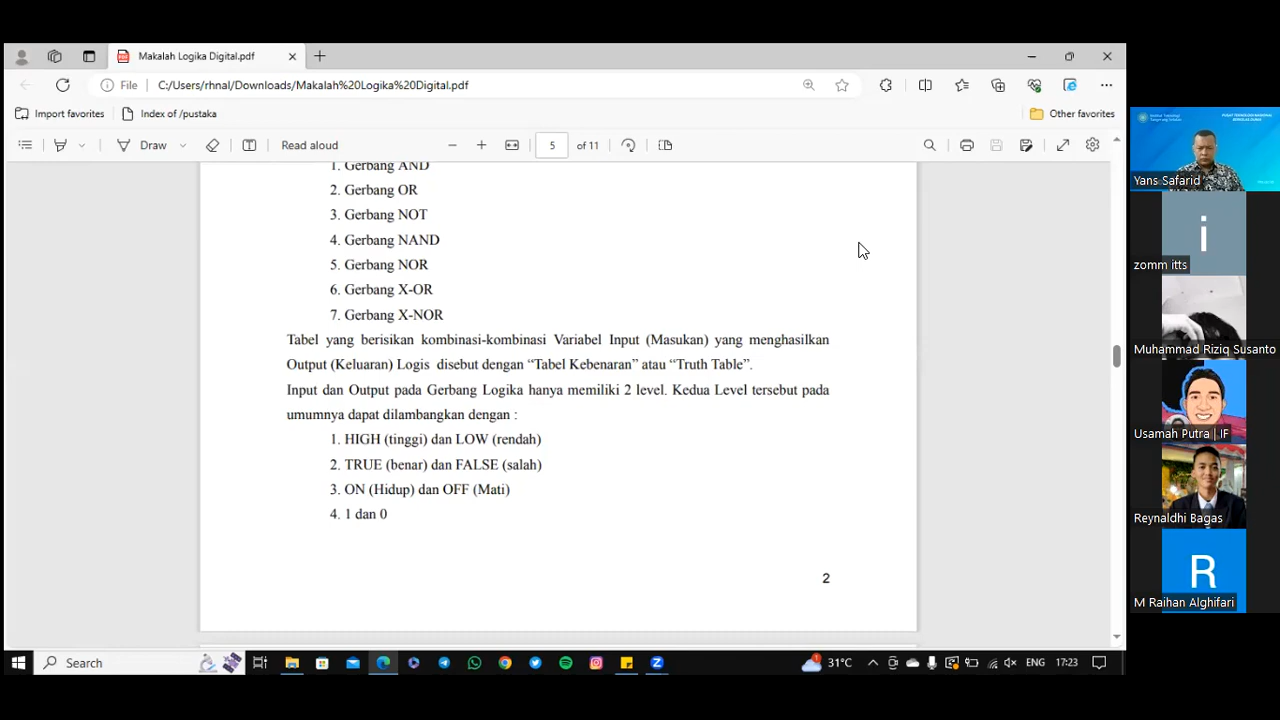 Makalah Logika Digital.pdf
File
C:/Users/rhnal/Downloads/Makalah%20Logika%20Digital.pdf
Import favorites
Index of /pustaka
Other favorites
Draw
Read aloud
5
of 11
1. Gerbang AND
2. Gerbang OR
3. Gerbang NOT
4. Gerbang NAND
5. Gerbang NOR
6. Gerbang X-OR
7. Gerbang X-NOR
Tabel yang berisikan kombinasi-kombinasi Variabel Input (Masukan) yang menghasilkan
Output (Keluaran) Logis disebut dengan “Tabel Kebenaran” atau “Truth Table”.
Input dan Output pada Gerbang Logika hanya memiliki 2 level. Kedua Level tersebut pada
umumnya dapat dilambangkan dengan :
1. HIGH (tinggi) dan LOW (rendah)
2. TRUE (benar) dan FALSE (salah)
3. ON (Hidup) dan OFF (Mati)
4. 1 dan 0
2
Search
31°C
ENG
17:23
Yans Safarid
i
zomm itts
Muhammad Riziq Susanto
Usamah Putra | IF
Reynaldhi Bagas
R
M Raihan Alghifari